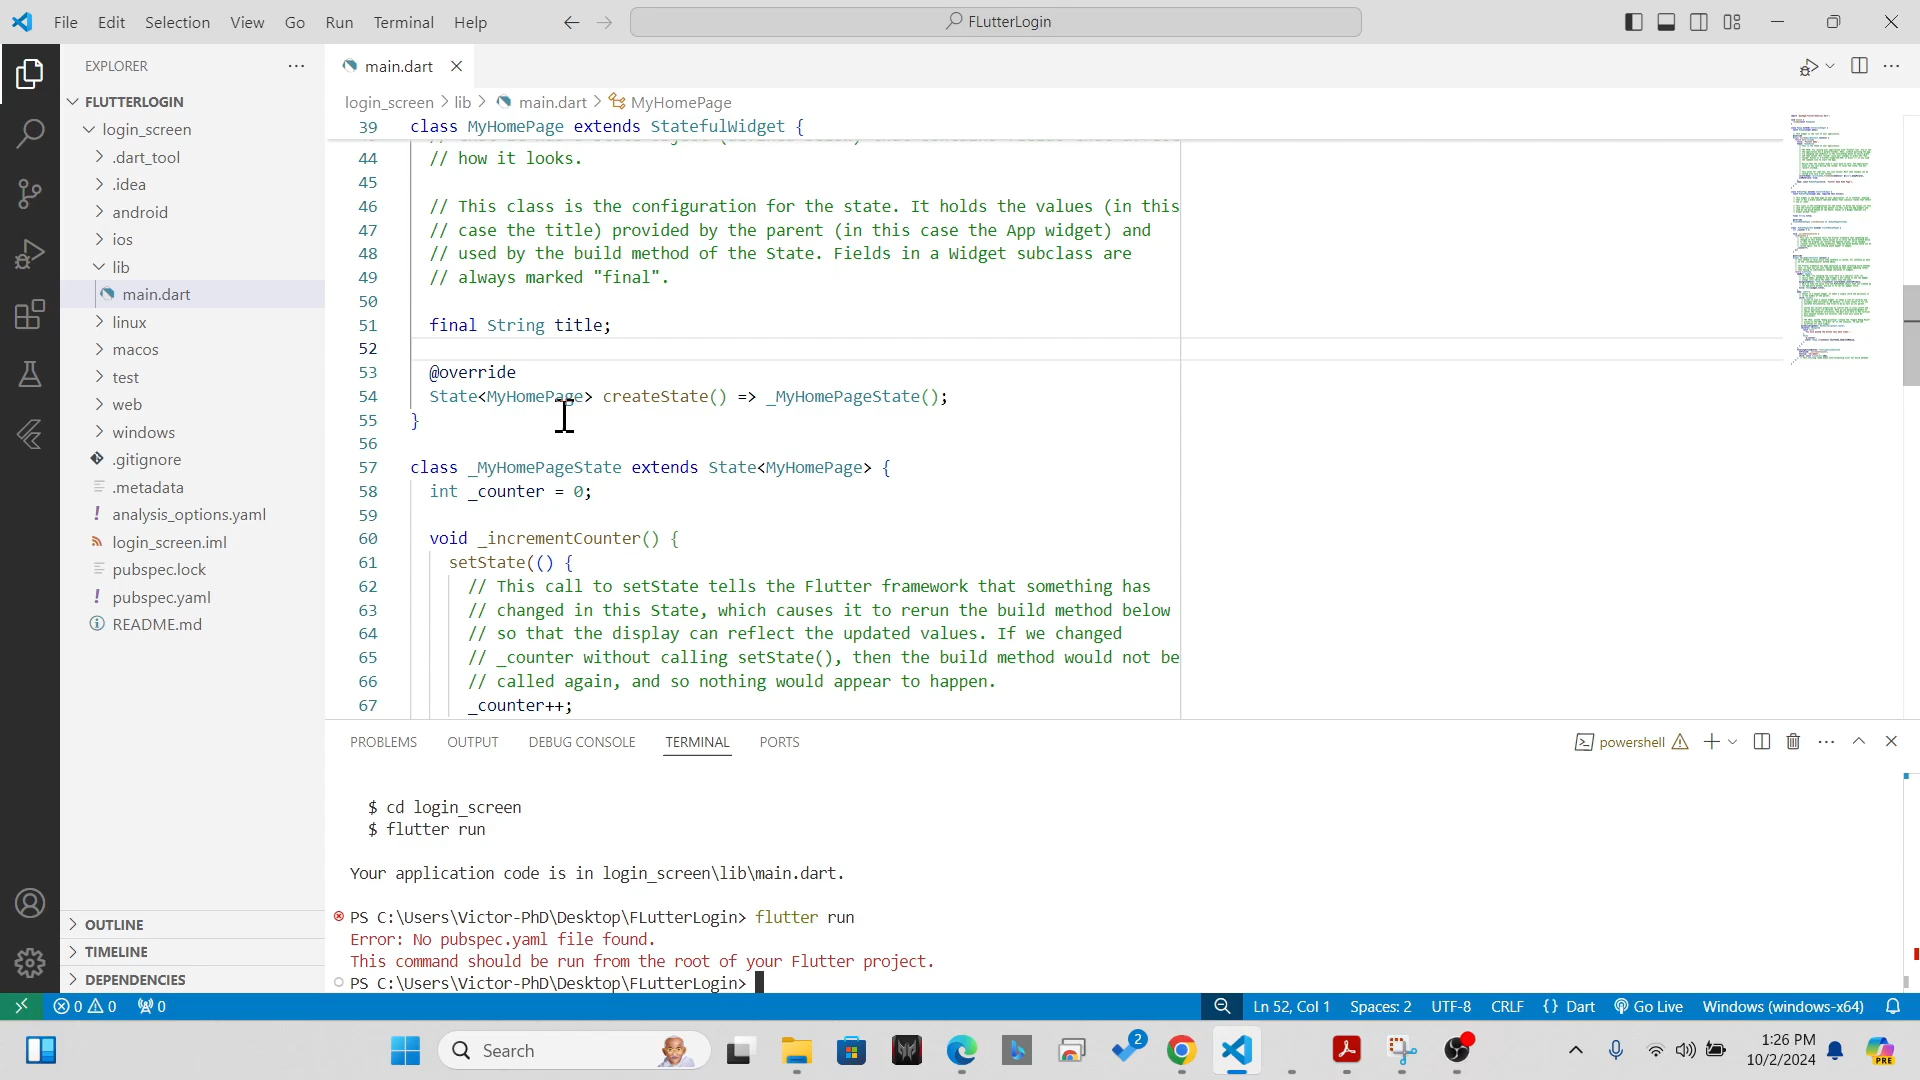 File Edit Selection View Go Run Terminal Help
FLutterLogin
EXPLORER
FLUTTERLOGIN
login_screen
.dart_tool
.idea
android
ios
lib
main.dart
linux
macos
test
web
windows
.gitignore
.metadata
analysis_options.yaml
login_screen.iml
pubspec.lock
pubspec.yaml
README.md
OUTLINE
TIMELINE
DEPENDENCIES
main.dart
login_screen > lib > main.dart > MyHomePage
39 class MyHomePage extends StatefulWidget {
44 // how it looks.
45
46 // This class is the configuration for the state. It holds the values (in this
47 // case the title) provided by the parent (in this case the App widget) and
48 // used by the build method of the State. Fields in a Widget subclass are
49 // always marked "final".
50
51 final String title;
52
53 @override
54 State<MyHomePage> createState() => _MyHomePageState();
55 }
56
57 class _MyHomePageState extends State<MyHomePage> {
58 int _counter = 0;
59
60 void _incrementCounter() {
61 setState(() {
62 // This call to setState tells the Flutter framework that something has
63 // changed in this State, which causes it to rerun the build method below
64 // so that the display can reflect the updated values. If we changed
65 // _counter without calling setState(), then the build method would not be
66 // called again, and so nothing would appear to happen.
67 _counter++;
PROBLEMS OUTPUT DEBUG CONSOLE TERMINAL PORTS
powershell
$ cd login_screen
$ flutter run
Your application code is in login_screen\lib\main.dart.
PS C:\Users\Victor-PhD\Desktop\FLutterLogin> flutter run
Error: No pubspec.yaml file found.
This command should be run from the root of your Flutter project.
PS C:\Users\Victor-PhD\Desktop\FLutterLogin>
0 0 0
Ln 52, Col 1 Spaces: 2 UTF-8 CRLF {} Dart Go Live Windows (windows-x64)
Search
2
1:26 PM
10/2/2024
PRE